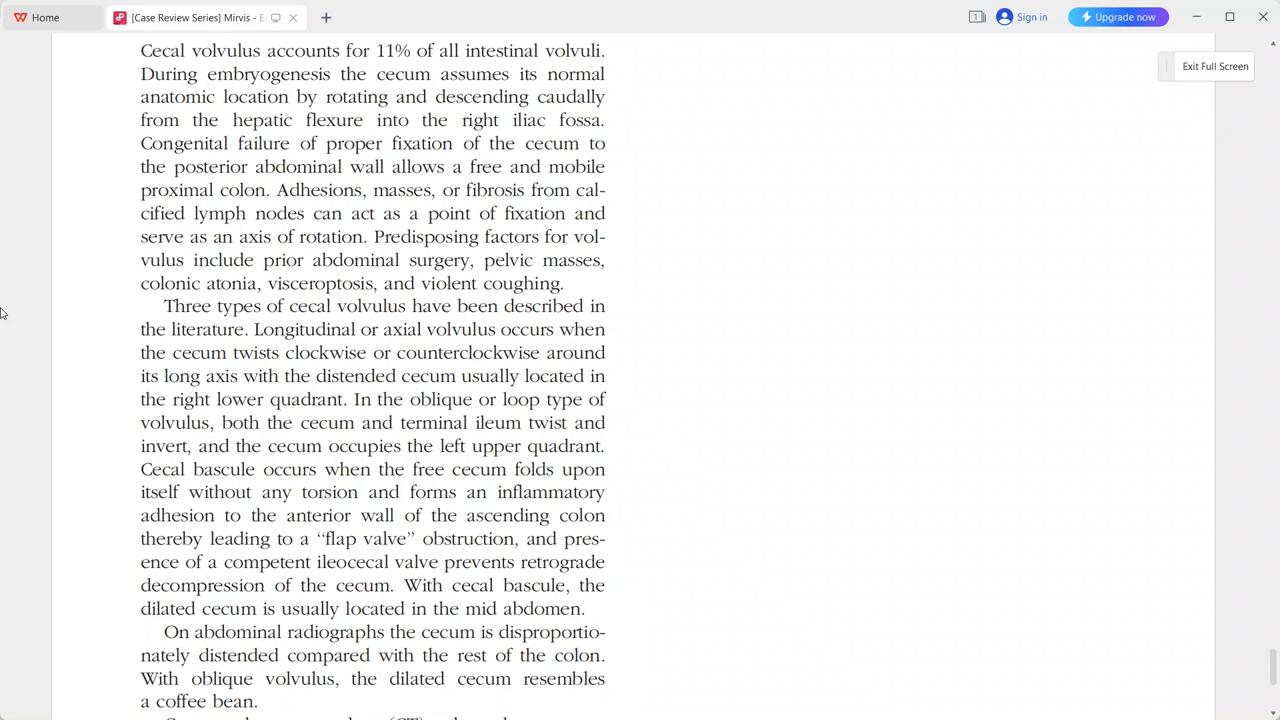 Home
[Case Review Series] Mirvis - E
1
Sign in
Upgrade now
Exit Full Screen
Cecal volvulus accounts for 11% of all intestinal volvuli.
During embryogenesis the cecum assumes its normal
anatomic location by rotating and descending caudally
from the hepatic flexure into the right iliac fossa.
Congenital failure of proper fixation of the cecum to
the posterior abdominal wall allows a free and mobile
proximal colon. Adhesions, masses, or fibrosis from cal-
cified lymph nodes can act as a point of fixation and
serve as an axis of rotation. Predisposing factors for vol-
vulus include prior abdominal surgery, pelvic masses,
colonic atonia, visceroptosis, and violent coughing.
Three types of cecal volvulus have been described in
the literature. Longitudinal or axial volvulus occurs when
the cecum twists clockwise or counterclockwise around
its long axis with the distended cecum usually located in
the right lower quadrant. In the oblique or loop type of
volvulus, both the cecum and terminal ileum twist and
invert, and the cecum occupies the left upper quadrant.
Cecal bascule occurs when the free cecum folds upon
itself without any torsion and forms an inflammatory
adhesion to the anterior wall of the ascending colon
thereby leading to a ‘‘flap valve’’ obstruction, and pres-
ence of a competent ileocecal valve prevents retrograde
decompression of the cecum. With cecal bascule, the
dilated cecum is usually located in the mid abdomen.
On abdominal radiographs the cecum is disproportio-
nately distended compared with the rest of the colon.
With oblique volvulus, the dilated cecum resembles
a coffee bean.